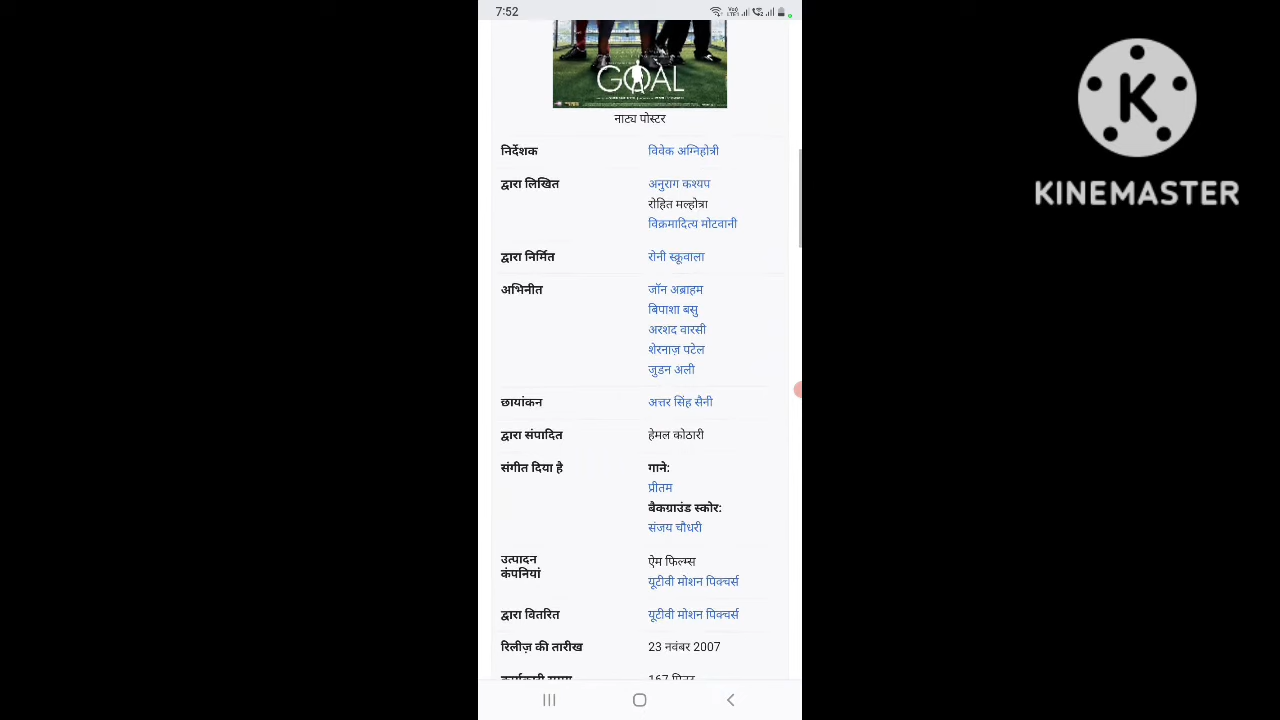 7:52
GOAL
नाट्य पोस्टर
निर्देशक विवेक अग्निहोत्री
द्वारा लिखित अनुराग कश्यप
रोहित मल्होत्रा
विक्रमादित्य मोटवानी
द्वारा निर्मित रोनी स्क्रूवाला
अभिनीत जॉन अब्राहम
बिपाशा बसु
अरशद वारसी
शेरनाज़ पटेल
जुडन अली
छायांकन अत्तर सिंह सैनी
द्वारा संपादित हेमल कोठारी
संगीत दिया है गाने:
प्रीतम
बैकग्राउंड स्कोर:
संजय चौधरी
उत्पादन
कंपनियां
ऐम फिल्म्स
यूटीवी मोशन पिक्चर्स
द्वारा वितरित यूटीवी मोशन पिक्चर्स
रिलीज़ की तारीख 23 नवंबर 2007
K
KINEMASTER